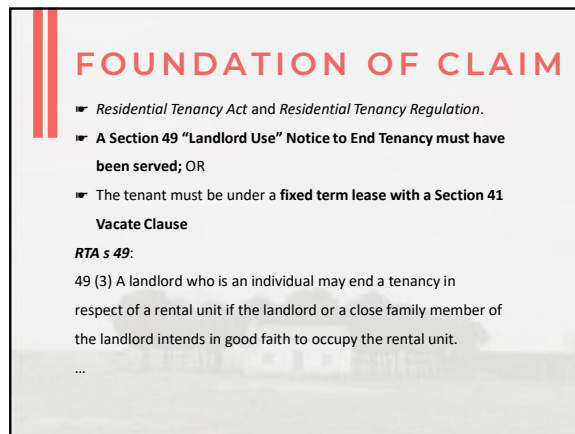 FOUNDATION OF CLAIM
☛ Residential Tenancy Act and Residential Tenancy Regulation.
☛ A Section 49 “Landlord Use” Notice to End Tenancy must have
been served; OR
☛ The tenant must be under a fixed term lease with a Section 41
Vacate Clause
RTA s 49:
49 (3) A landlord who is an individual may end a tenancy in
respect of a rental unit if the landlord or a close family member of
the landlord intends in good faith to occupy the rental unit.
...